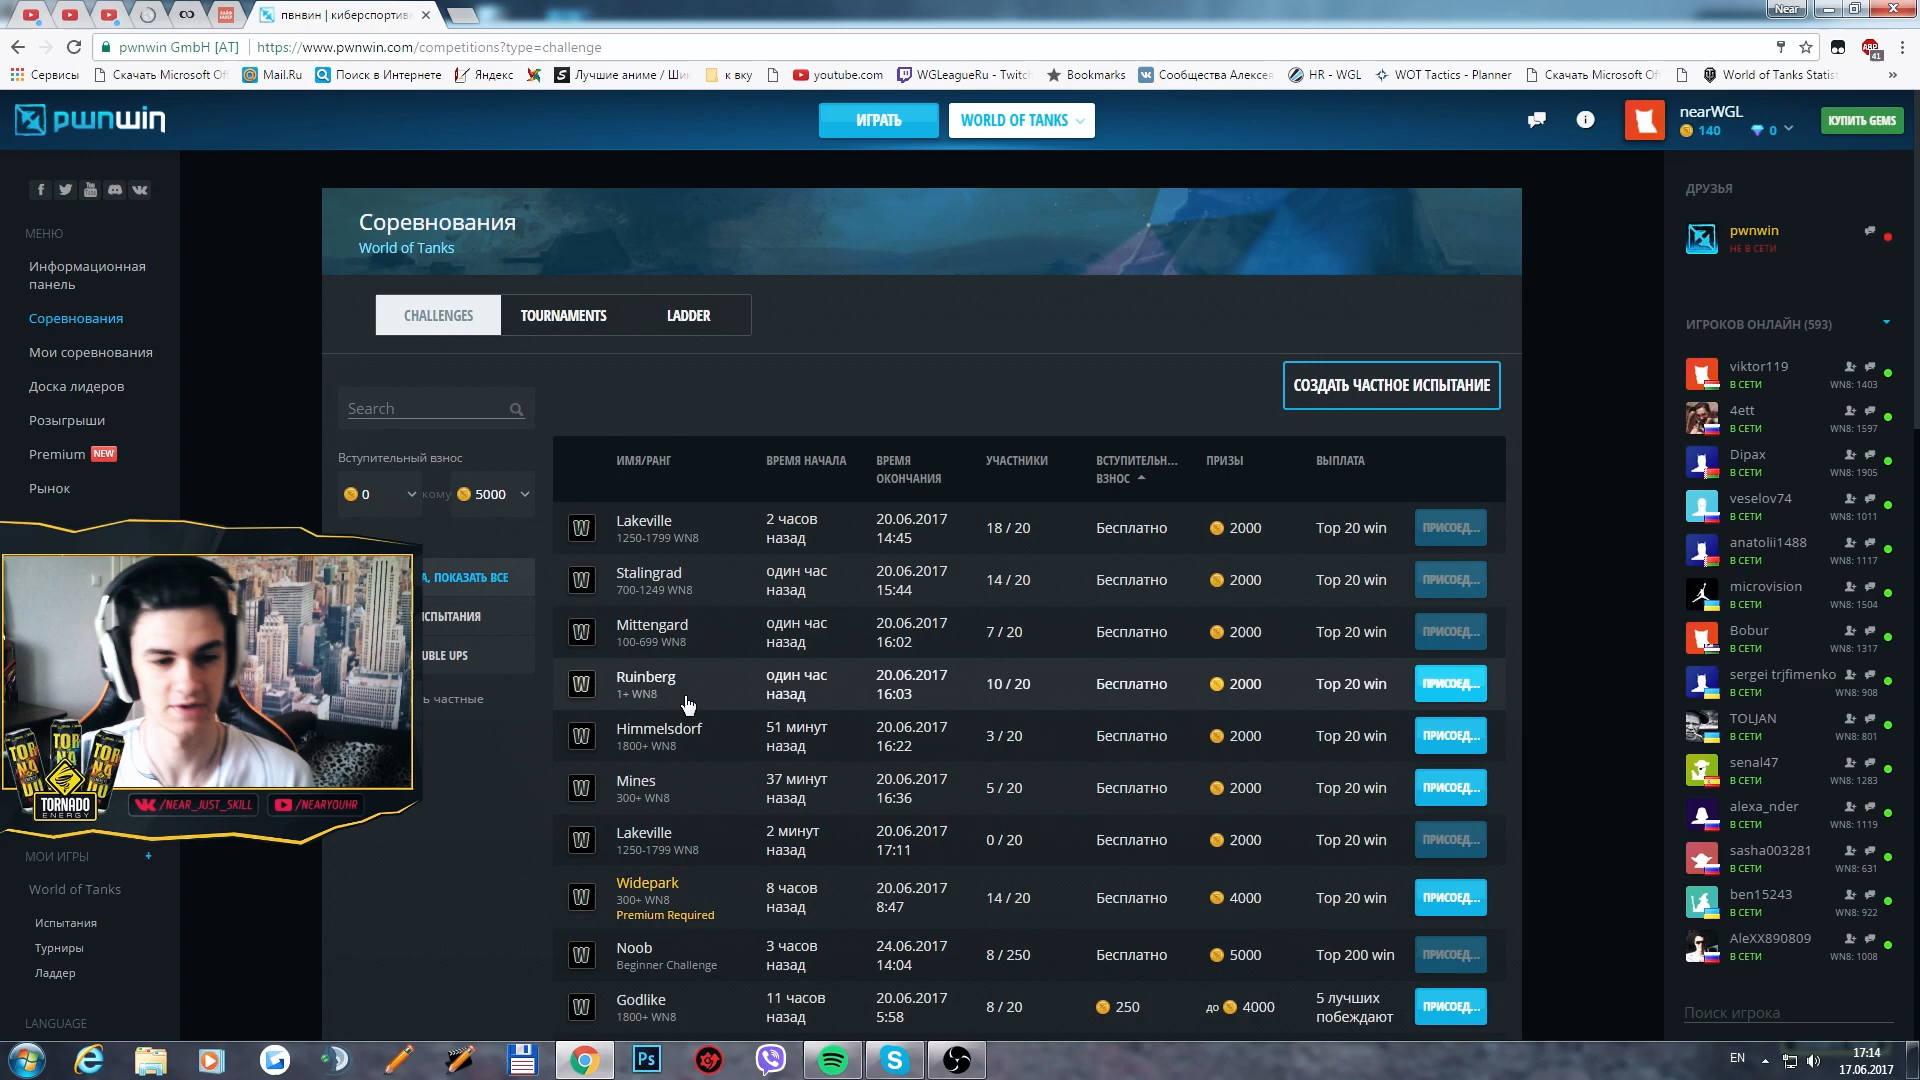 пвнвин | киберспортив
Near
pwnwin GmbH [AT]
https://www.pwnwin.com/competitions?type=challenge
41
Сервисы
Скачать Microsoft Of
Mail.Ru
Поиск в Интернете
Яндекс
Лучшие аниме / Ши
к вку
youtube.com
WGLeagueRu - Twitch
Bookmarks
Сообщества Алексея
HR - WGL
WOT Tactics - Planner
Скачать Microsoft Of
World of Tanks Statist
pwnwin
ИГРАТЬ
WORLD OF TANKS
nearWGL
140
0
КУПИТЬ GEMS
МЕНЮ
Информационная
панель
Соревнования
Мои соревнования
Доска лидеров
Розыгрыши
Premium NEW
Рынок
Соревнования
World of Tanks
CHALLENGES
TOURNAMENTS
LADDER
СОЗДАТЬ ЧАСТНОЕ ИСПЫТАНИЕ
Search
Вступительный взнос
0
кому
5000
А, ПОКАЗАТЬ ВСЕ
СПЫТАНИЯ
UBLE UPS
ь частные
ИМЯ/РАНГ
ВРЕМЯ НАЧАЛА
ВРЕМЯ
ОКОНЧАНИЯ
УЧАСТНИКИ
ВСТУПИТЕЛЬН...
ВЗНОС
ПРИЗЫ
ВЫПЛАТА
Lakeville
1250-1799 WN8
2 часов
назад
20.06.2017
14:45
18 / 20
Бесплатно
2000
Top 20 win
ПРИСОЕД...
Stalingrad
700-1249 WN8
один час
назад
20.06.2017
15:44
14 / 20
Бесплатно
2000
Top 20 win
ПРИСОЕД...
Mittengard
100-699 WN8
один час
назад
20.06.2017
16:02
7 / 20
Бесплатно
2000
Top 20 win
ПРИСОЕД...
Ruinberg
1+ WN8
один час
назад
20.06.2017
16:03
10 / 20
Бесплатно
2000
Top 20 win
ПРИСОЕД...
Himmelsdorf
1800+ WN8
51 минут
назад
20.06.2017
16:22
3 / 20
Бесплатно
2000
Top 20 win
ПРИСОЕД...
Mines
300+ WN8
37 минут
назад
20.06.2017
16:36
5 / 20
Бесплатно
2000
Top 20 win
ПРИСОЕД...
Lakeville
1250-1799 WN8
2 минут
назад
20.06.2017
17:11
0 / 20
Бесплатно
2000
Top 20 win
ПРИСОЕД...
Widepark
300+ WN8
Premium Required
8 часов
назад
20.06.2017
8:47
14 / 20
Бесплатно
4000
Top 20 win
ПРИСОЕД...
Noob
Beginner Challenge
3 часов
назад
24.06.2017
14:04
8 / 250
Бесплатно
5000
Top 200 win
ПРИСОЕД...
Godlike
1800+ WN8
11 часов
назад
20.06.2017
5:58
8 / 20
250
до 4000
5 лучших
побеждают
ПРИСОЕД...
TORNADO
ENERGY
/NEAR_JUST_SKILL
/NEARYOUHR
МОИ ИГРЫ +
World of Tanks
Испытания
Турниры
Ладдер
LANGUAGE
ДРУЗЬЯ
pwnwin
НЕ В СЕТИ
ИГРОКОВ ОНЛАЙН (593)
viktor119
В СЕТИ
WN8: 1403
4ett
В СЕТИ
WN8: 1597
Dipax
В СЕТИ
WN8: 1905
veselov74
В СЕТИ
WN8: 1011
anatolii1488
В СЕТИ
WN8: 1117
microvision
В СЕТИ
WN8: 1504
Bobur
В СЕТИ
WN8: 1317
sergei trjfimenko
В СЕТИ
WN8: 908
TOLJAN
В СЕТИ
WN8: 801
senal47
В СЕТИ
WN8: 1283
alexa_nder
В СЕТИ
WN8: 1119
sasha003281
В СЕТИ
WN8: 631
ben15243
В СЕТИ
WN8: 922
AleXX890809
В СЕТИ
WN8: 1008
Поиск игрока
EN
17:14
17.06.2017